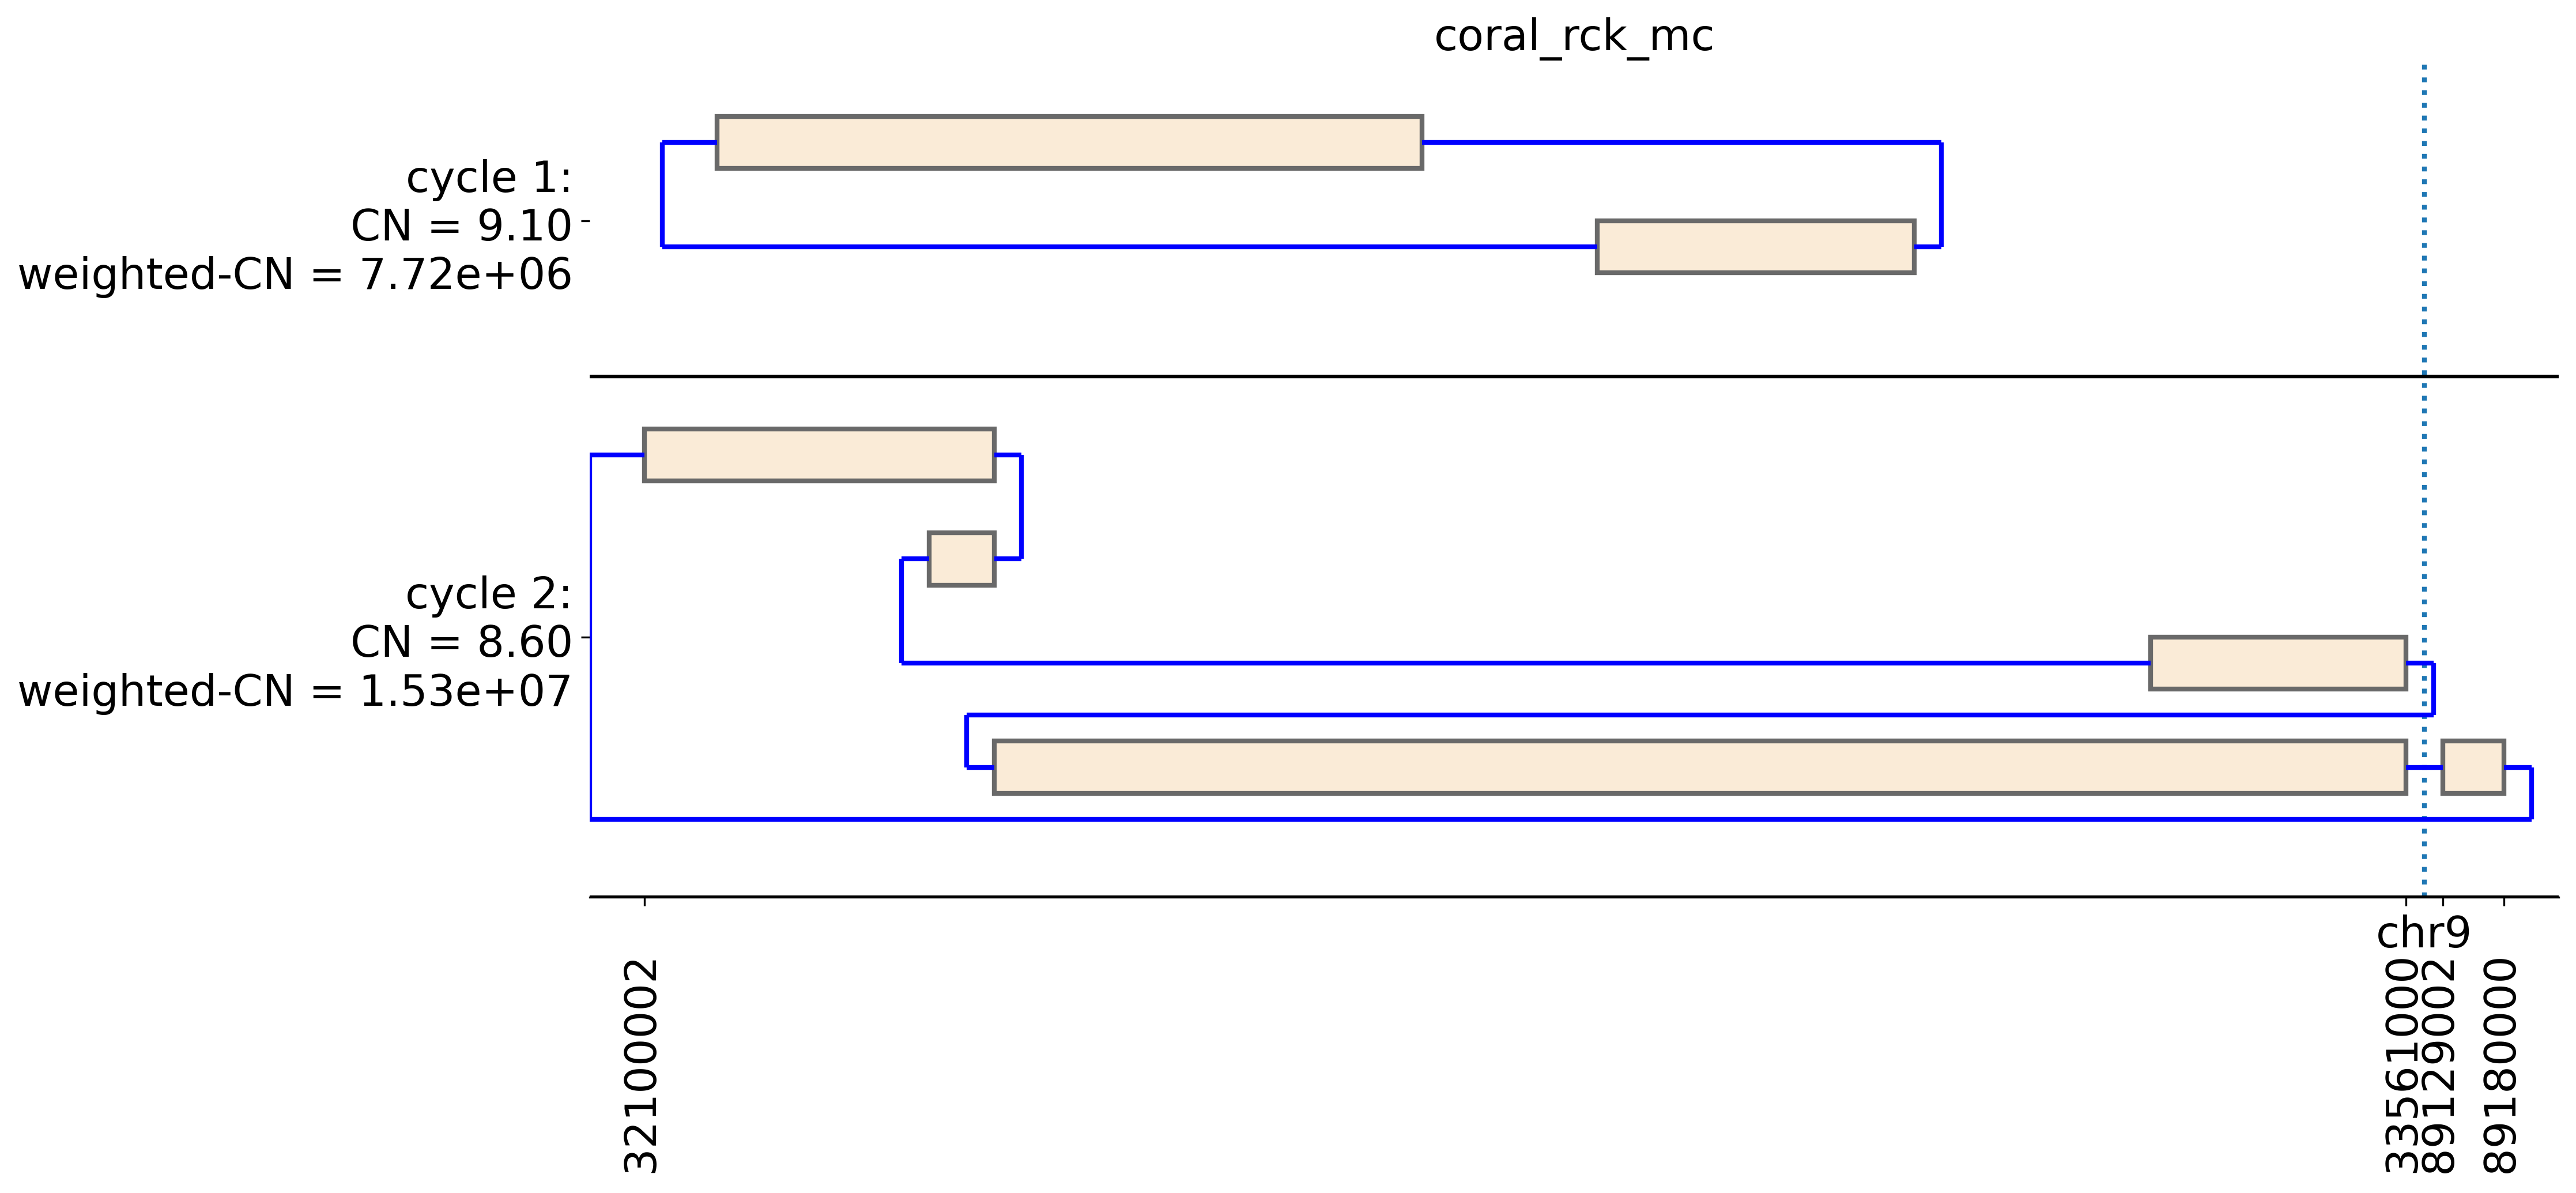 coral_rck_mc
cycle 1:
CN = 9.10
weighted-CN = 7.72e+06
cycle 2:
CN = 8.60
weighted-CN = 1.53e+07
chr9
32100002
33561000
89129002
89180000